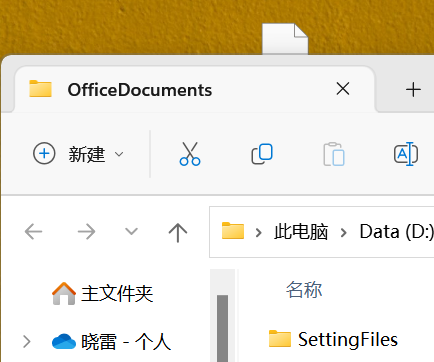 OfficeDocuments
新建
此电脑 Data (D:)
名称
主文件夹
SettingFiles
晓雷 - 个人